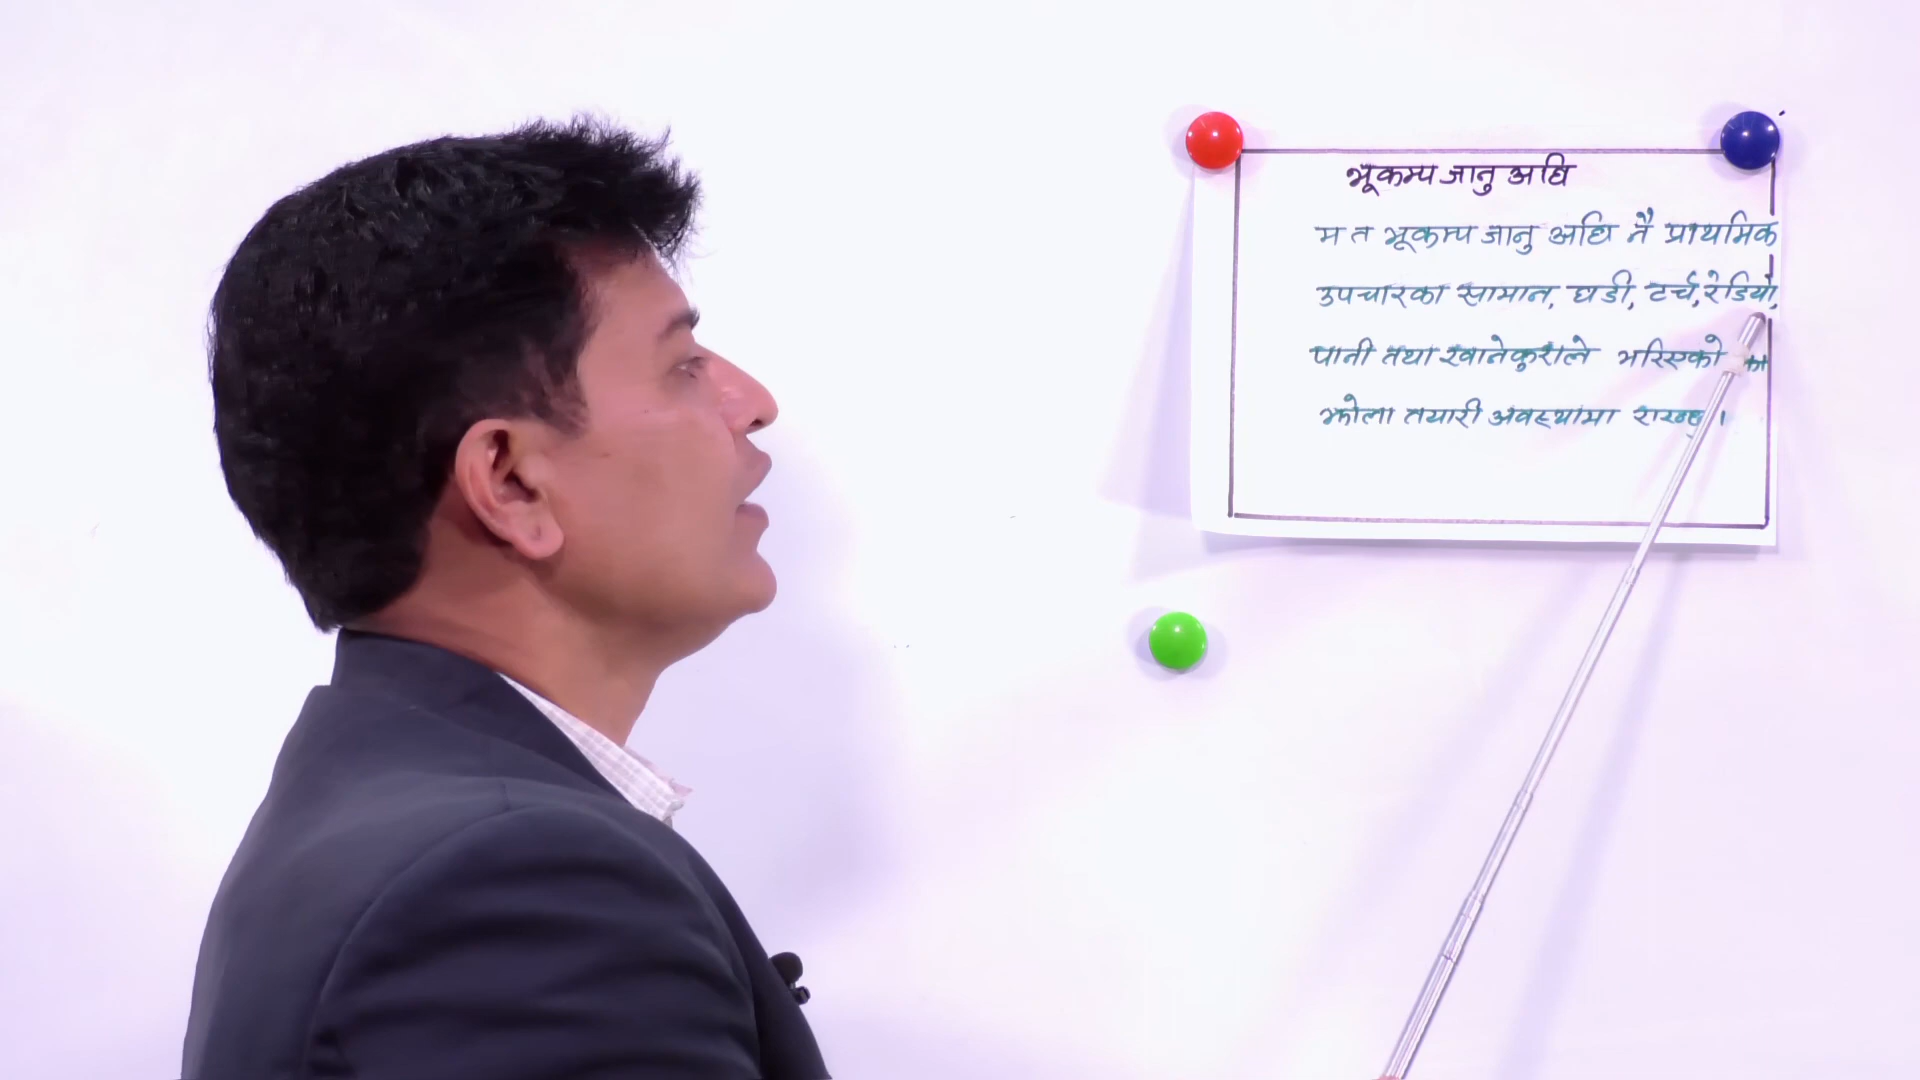 भूकम्प जानु अघि
म त भूकम्प जानु अघि नै प्राथमिक
उपचारका सामान, घडी, टर्च, रेडियो,
पानी तथा खानेकुराले भरिएको
झोला तयारी अवस्थामा राख्छु ।